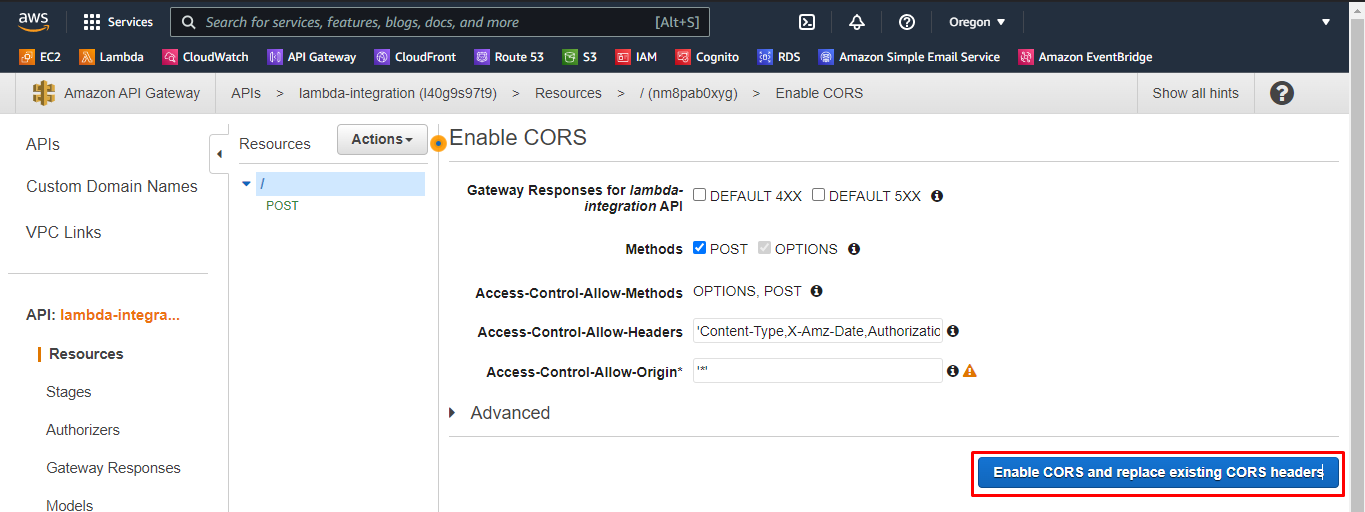 aws Services Search for services, features, blogs, docs, and more [Alt+S] Oregon
EC2 Lambda CloudWatch API Gateway CloudFront Route 53 S3 IAM Cognito RDS Amazon Simple Email Service Amazon EventBridge
Amazon API Gateway APIs > lambda-integration (l40g9s97t9) > Resources > / (nm8pab0xyg) > Enable CORS Show all hints ?
APIs
Custom Domain Names
VPC Links
API: lambda-integra...
Resources
Stages
Authorizers
Gateway Responses
Models
Resources Actions
/
POST
Enable CORS
Gateway Responses for lambda-
integration API
DEFAULT 4XX DEFAULT 5XX
Methods POST OPTIONS
Access-Control-Allow-Methods OPTIONS, POST
Access-Control-Allow-Headers 'Content-Type,X-Amz-Date,Authorizatio
Access-Control-Allow-Origin* '*'
Advanced
Enable CORS and replace existing CORS headers